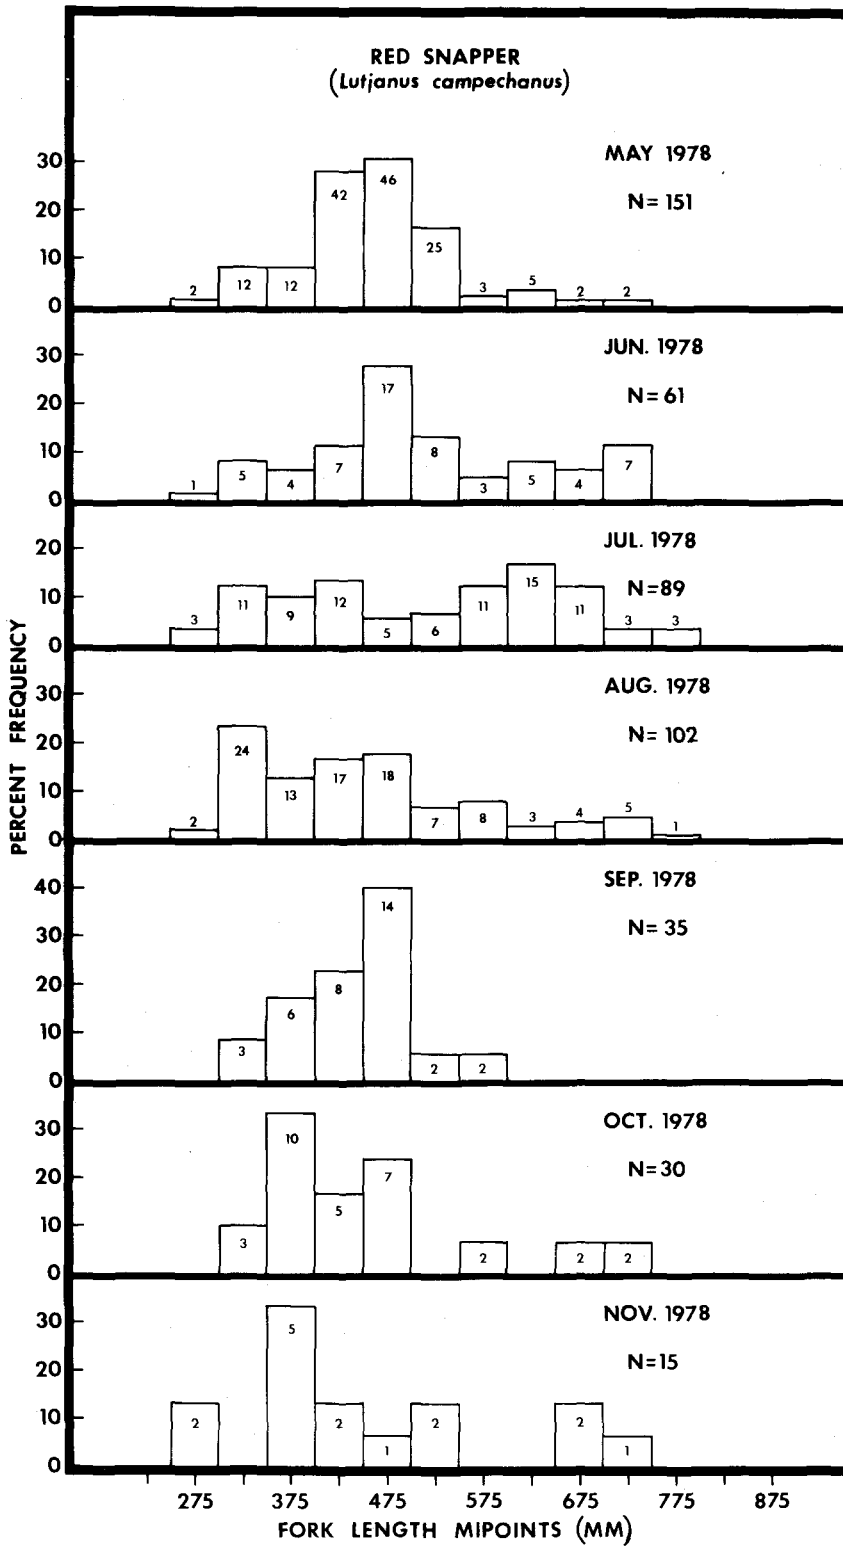 RED SNAPPER
(Lutjanus campechanus)
MAY 1978
N= 151
30
20
10
0
2 12 12 42 46 25 3 5 2 2
JUN. 1978
N= 61
30
20
10
0
1 5 4 7 17 8 3 5 4 7
JUL. 1978
N=89
20
10
0
3 11 9 12 5 6 11 15 11 3 3
AUG. 1978
N= 102
30
20
10
0
2 24 13 17 18 7 8 3 4 5 1
SEP. 1978
N= 35
40
30
20
10
0
3 6 8 14 2 2
OCT. 1978
N=30
30
20
10
0
3 10 5 7 2 2 2
NOV. 1978
N=15
30
20
10
0
2 5 2 1 2 2 1
PERCENT FREQUENCY
275 375 475 575 675 775 875
FORK LENGTH MIPOINTS (MM)